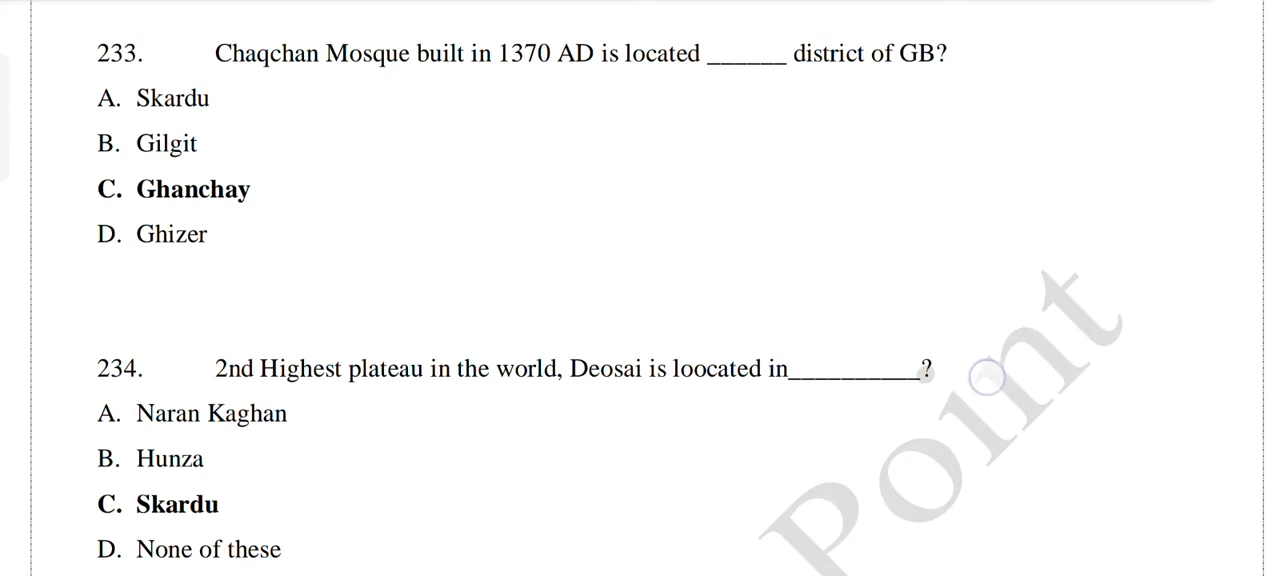 233. Chaqchan Mosque built in 1370 AD is located ______ district of GB?
A. Skardu
B. Gilgit
C. Ghanchay
D. Ghizer
234. 2nd Highest plateau in the world, Deosai is loocated in__________?
A. Naran Kaghan
B. Hunza
C. Skardu
D. None of these
Point